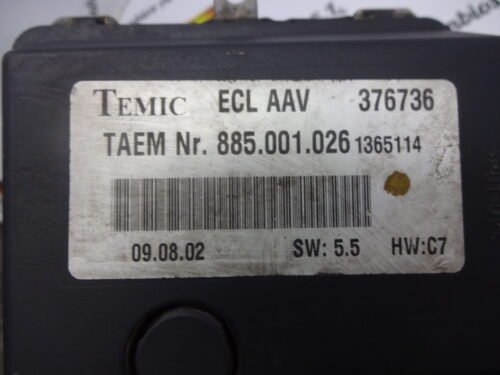 TEMIC ECL AAV 376736
TAEM Nr. 885.001.026 1365114
09.08.02 SW: 5.5 HW:C7